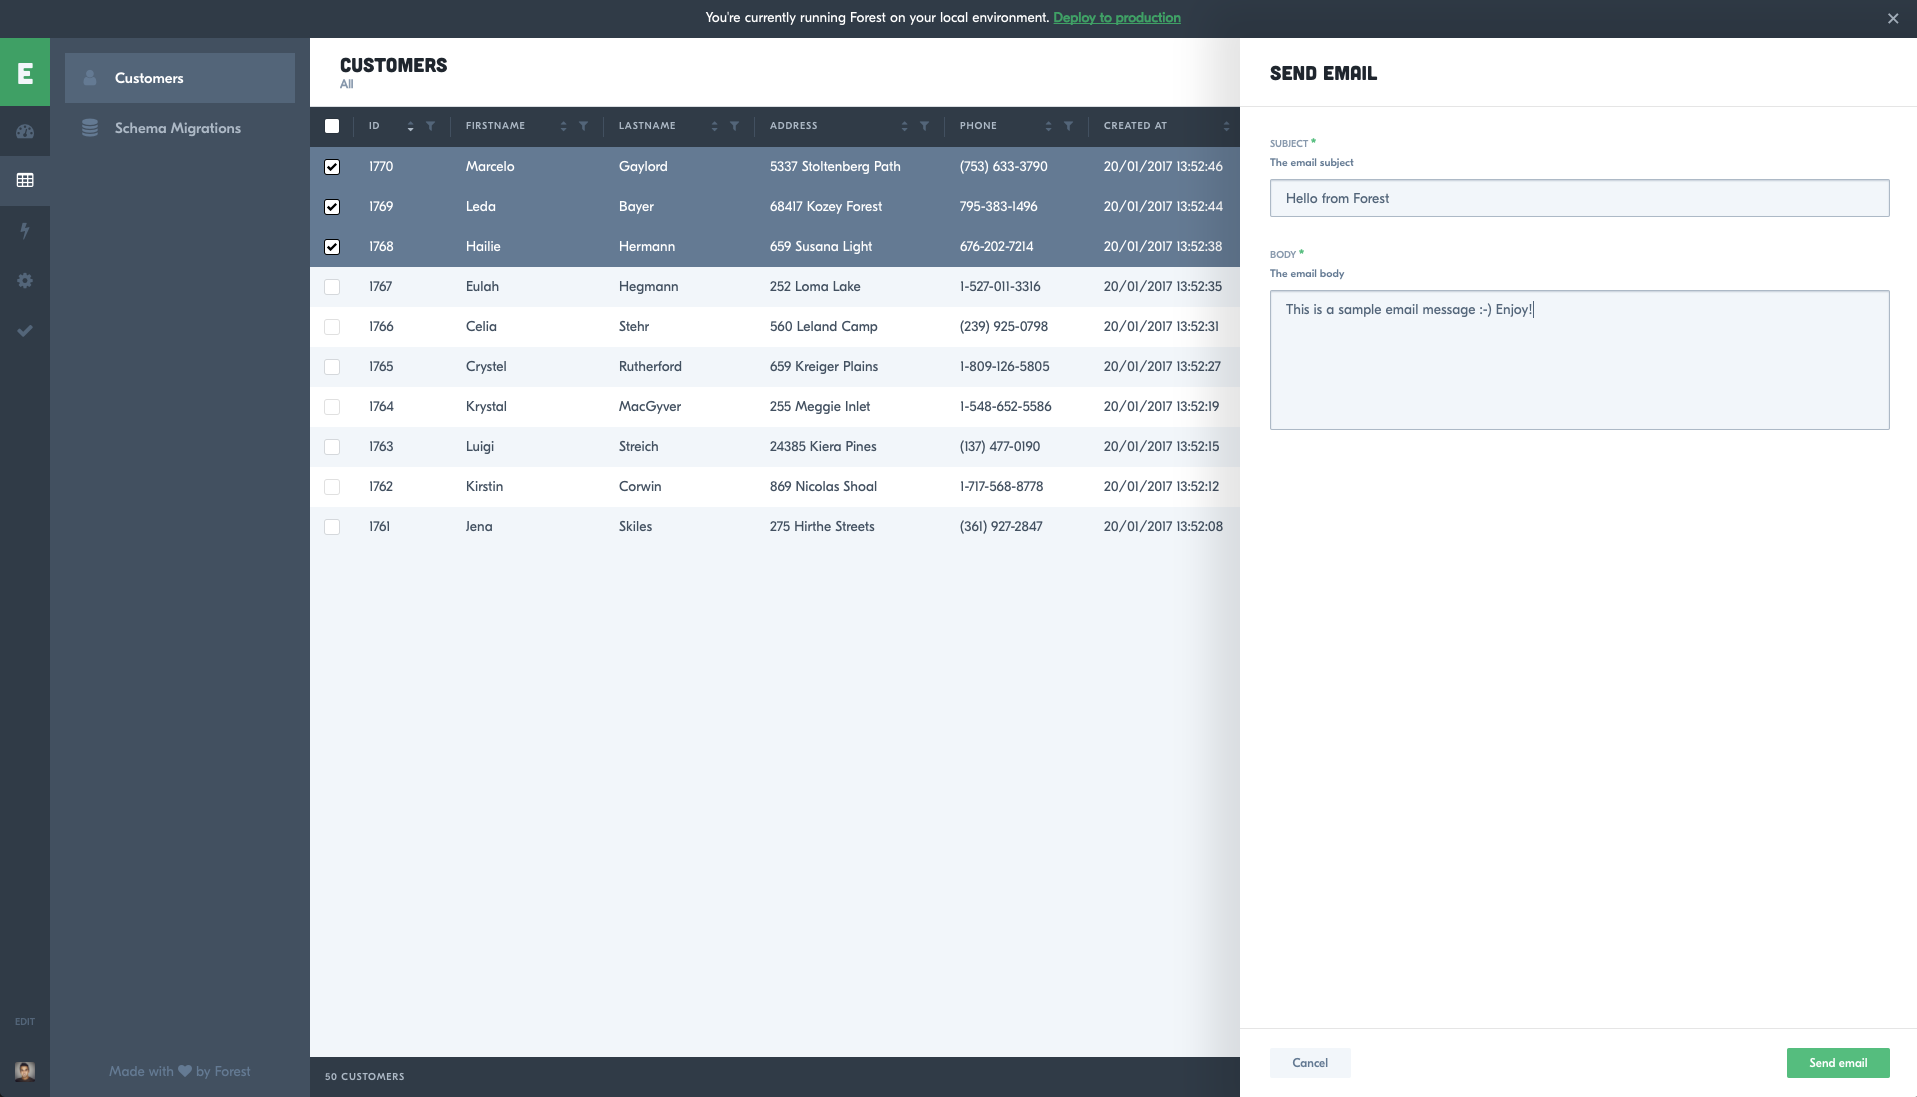 You're currently running Forest on your local environment. Deploy to production
E
Customers
Schema Migrations
EDIT
Made with by Forest
CUSTOMERS
All
ID FIRSTNAME LASTNAME ADDRESS PHONE CREATED AT
1770 Marcelo Gaylord 5337 Stoltenberg Path (753) 633-3790 20/01/2017 13:52:46
1769 Leda Bayer 68417 Kozey Forest 795-383-1496 20/01/2017 13:52:44
1768 Hailie Hermann 659 Susana Light 676-202-7214 20/01/2017 13:52:38
1767 Eulah Hegmann 252 Loma Lake 1-527-011-3316 20/01/2017 13:52:35
1766 Celia Stehr 560 Leland Camp (239) 925-0798 20/01/2017 13:52:31
1765 Crystel Rutherford 659 Kreiger Plains 1-809-126-5805 20/01/2017 13:52:27
1764 Krystal MacGyver 255 Meggie Inlet 1-548-652-5586 20/01/2017 13:52:19
1763 Luigi Streich 24385 Kiera Pines (137) 477-0190 20/01/2017 13:52:15
1762 Kirstin Corwin 869 Nicolas Shoal 1-717-568-8778 20/01/2017 13:52:12
1761 Jena Skiles 275 Hirthe Streets (361) 927-2847 20/01/2017 13:52:08
50 CUSTOMERS
SEND EMAIL
SUBJECT *
The email subject
Hello from Forest
BODY *
The email body
This is a sample email message :-) Enjoy!
Cancel
Send email